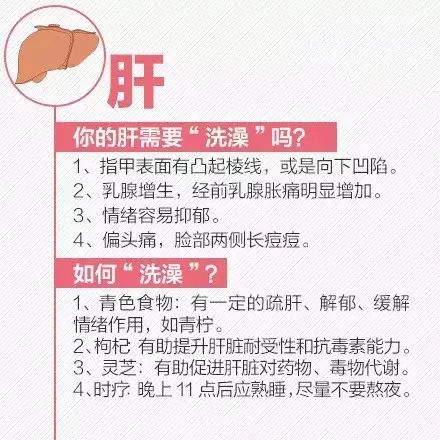 肝
你的肝需要“洗澡”吗?
1、指甲表面有凸起棱线，或是向下凹陷。
2、乳腺增生，经前乳腺胀痛明显增加。
3、情绪容易抑郁。
4、偏头痛，脸部两侧长痘痘。
如何“洗澡”?
1、青色食物：有一定的疏肝、解郁、缓解
情绪作用，如青柠。
2、枸杞：有助提升肝脏耐受性和抗毒素能力。
3、灵芝：有助促进肝脏对药物、毒物代谢。
4、时疗：晚上11点后应熟睡，尽量不要熬夜。